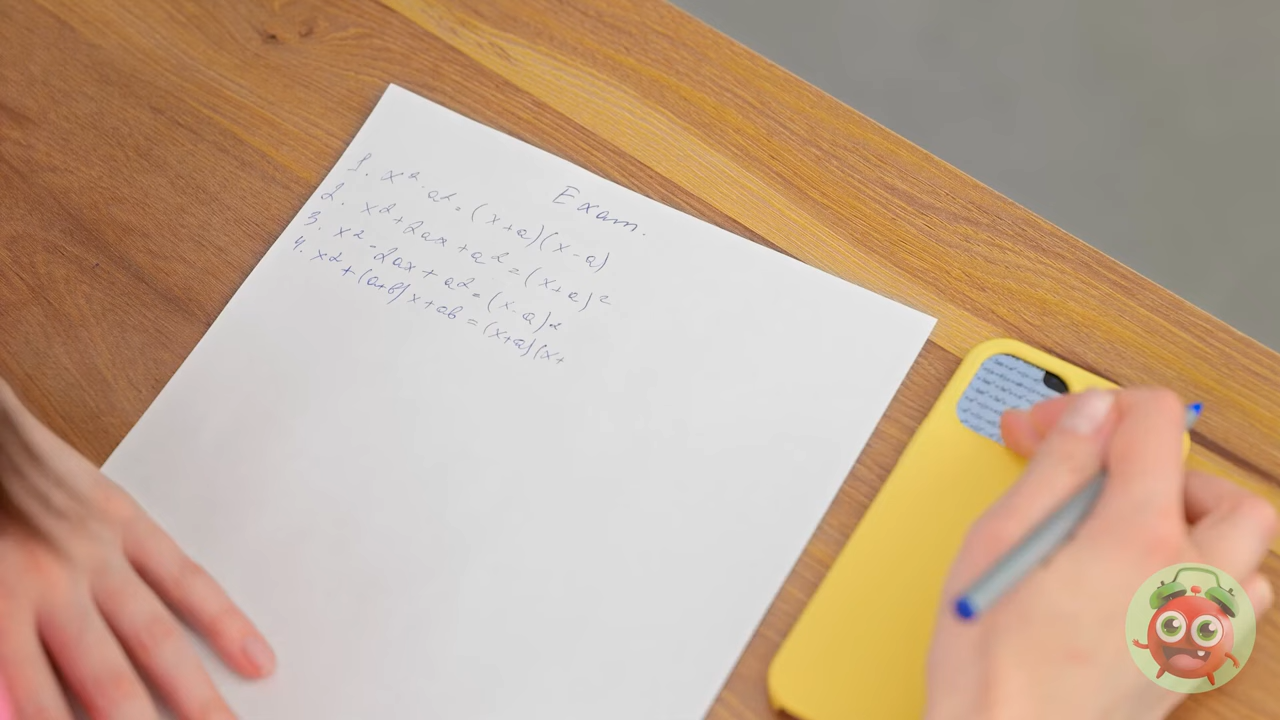 Exam.
1. x²-a²=(x+a)(x-a)
2. x²+2ax+a²=(x+a)²
3. x²-2ax+a²=(x-a)²
4. x²+(a+b)x+ab=(x+a)(x+